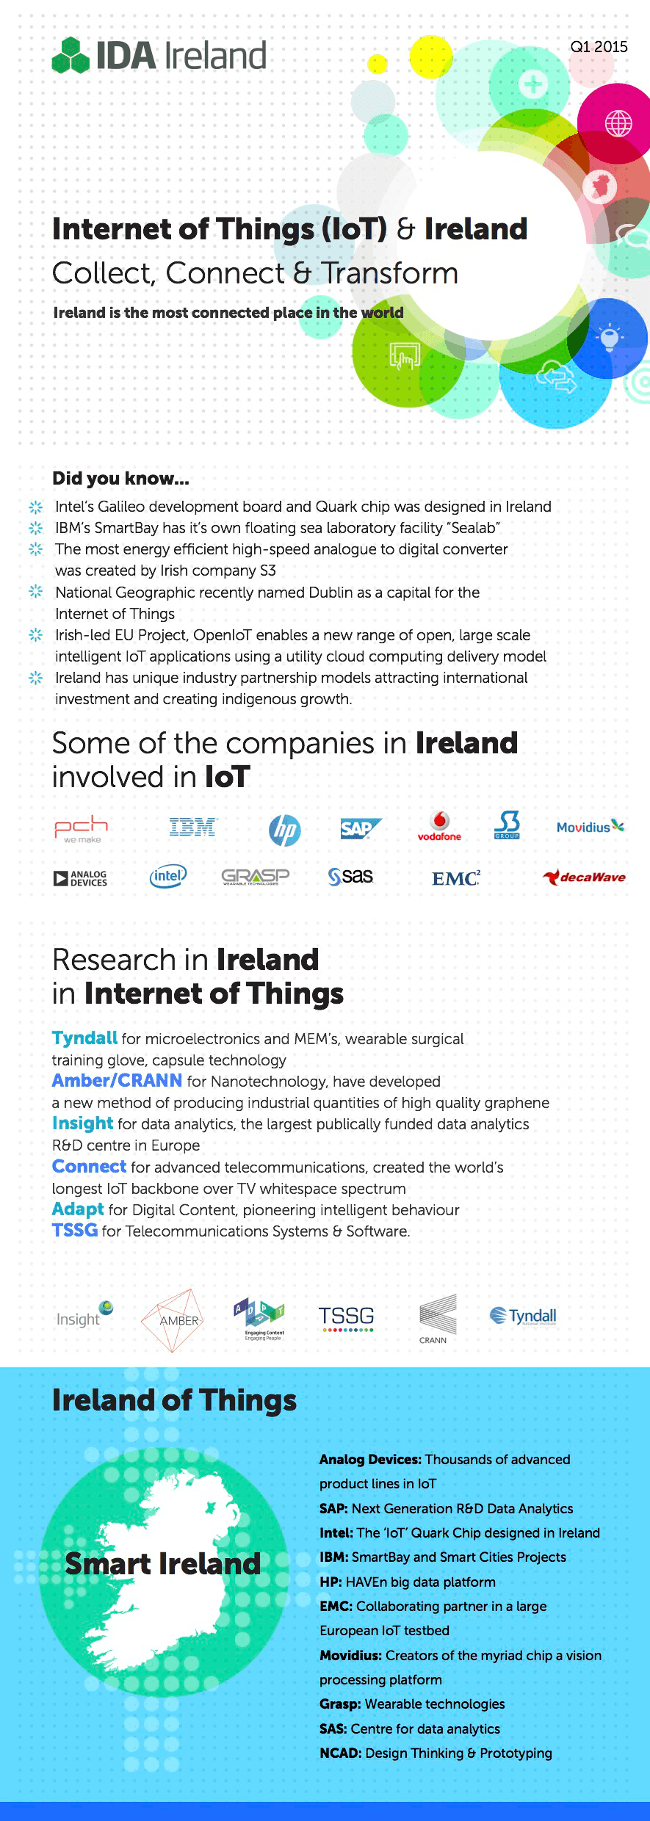 IDA Ireland
Q1 2015
Internet of Things (IoT) & Ireland
Collect, Connect & Transform
Ireland is the most connected place in the world
Did you know...
Intel's Galileo development board and Quark chip was designed in Ireland
IBM's SmartBay has it's own floating sea laboratory facility "Sealab"
The most energy efficient high-speed analogue to digital converter
was created by Irish company S3
National Geographic recently named Dublin as a capital for the
Internet of Things
Irish-led EU Project, OpenIoT enables a new range of open, large scale
intelligent IoT applications using a utility cloud computing delivery model
Ireland has unique industry partnership models attracting international
investment and creating indigenous growth.
Some of the companies in Ireland
involved in IoT
pch
we make
IBM
hp
SAP
vodafone
S3
GROUP
Movidius
ANALOG
DEVICES
intel
GRASP
WEARABLE TECHNOLOGIES
sas
EMC²
decaWave
Research in Ireland
in Internet of Things
Tyndall for microelectronics and MEM's, wearable surgical
training glove, capsule technology
Amber/CRANN for Nanotechnology, have developed
a new method of producing industrial quantities of high quality graphene
Insight for data analytics, the largest publically funded data analytics
R&D centre in Europe
Connect for advanced telecommunications, created the world's
longest IoT backbone over TV whitespace spectrum
Adapt for Digital Content, pioneering intelligent behaviour
TSSG for Telecommunications Systems & Software.
Insight
AMBER
ADAPT
Engaging Content
Engaging People
TSSG
CRANN
Tyndall
Ireland of Things
Smart Ireland
Analog Devices: Thousands of advanced
product lines in IoT
SAP: Next Generation R&D Data Analytics
Intel: The 'IoT' Quark Chip designed in Ireland
IBM: SmartBay and Smart Cities Projects
HP: HAVEn big data platform
EMC: Collaborating partner in a large
European IoT testbed
Movidius: Creators of the myriad chip a vision
processing platform
Grasp: Wearable technologies
SAS: Centre for data analytics
NCAD: Design Thinking & Prototyping